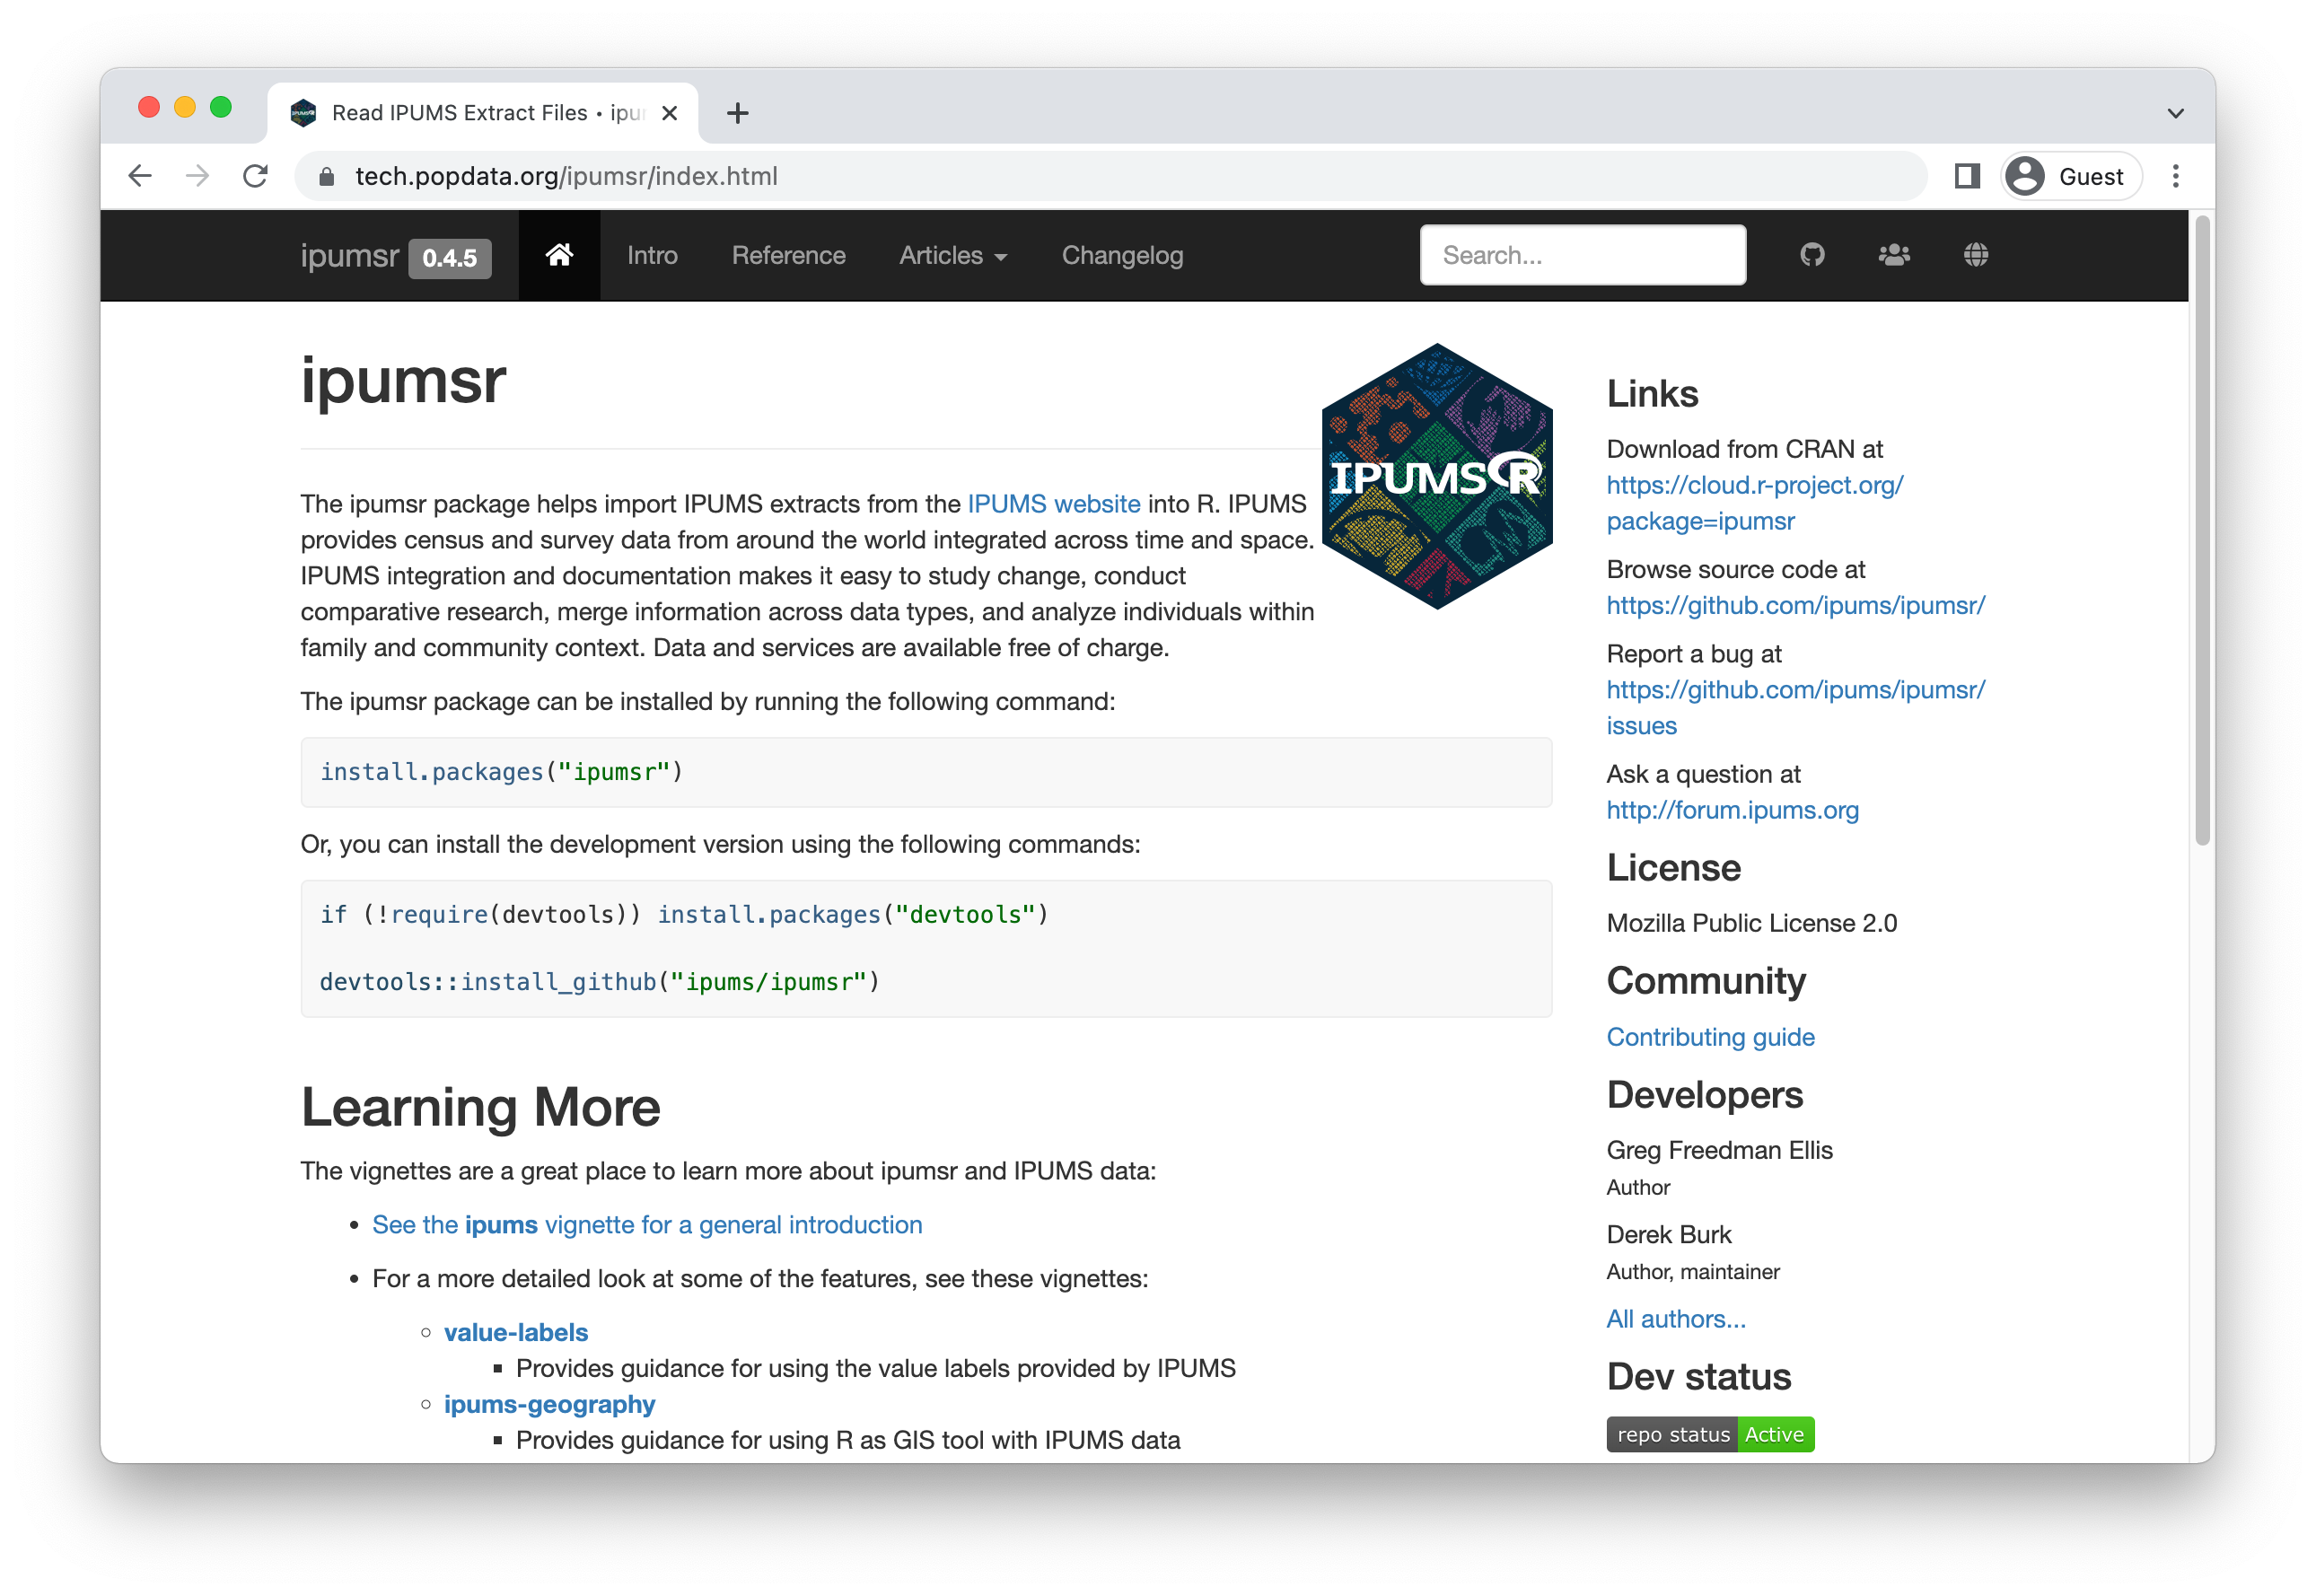 Read IPUMS Extract Files • ipu
tech.popdata.org/ipumsr/index.html
Guest
ipumsr 0.4.5
Intro
Reference
Articles
Changelog
Search...
ipumsr
IPUMSR
The ipumsr package helps import IPUMS extracts from the IPUMS website into R. IPUMS
provides census and survey data from around the world integrated across time and space.
IPUMS integration and documentation makes it easy to study change, conduct
comparative research, merge information across data types, and analyze individuals within
family and community context. Data and services are available free of charge.
The ipumsr package can be installed by running the following command:
install.packages("ipumsr")
Or, you can install the development version using the following commands:
if (!require(devtools)) install.packages("devtools")
devtools::install_github("ipums/ipumsr")
Learning More
The vignettes are a great place to learn more about ipumsr and IPUMS data:
• See the ipums vignette for a general introduction
• For a more detailed look at some of the features, see these vignettes:
◦ value-labels
▪ Provides guidance for using the value labels provided by IPUMS
◦ ipums-geography
▪ Provides guidance for using R as GIS tool with IPUMS data
Links
Download from CRAN at
https://cloud.r-project.org/
package=ipumsr
Browse source code at
https://github.com/ipums/ipumsr/
Report a bug at
https://github.com/ipums/ipumsr/
issues
Ask a question at
http://forum.ipums.org
License
Mozilla Public License 2.0
Community
Contributing guide
Developers
Greg Freedman Ellis
Author
Derek Burk
Author, maintainer
All authors...
Dev status
repo status Active